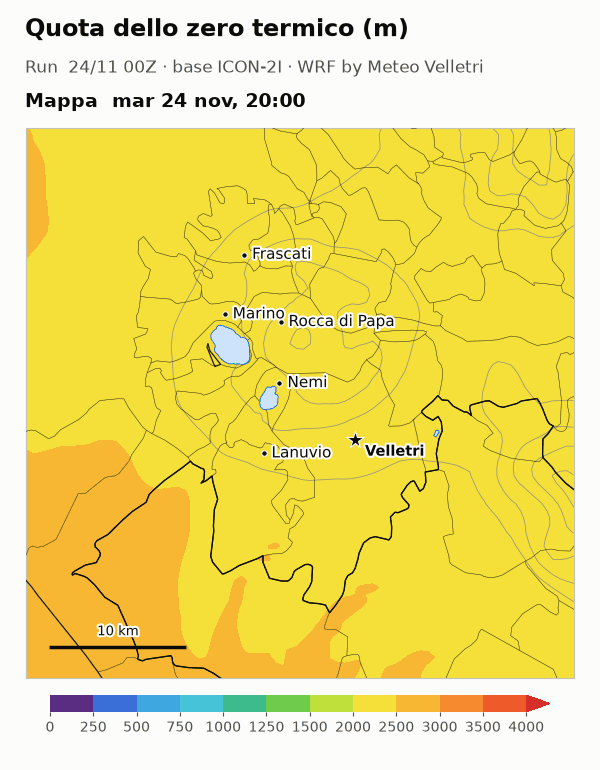 Quota dello zero termico (m)
Run  24/11 00Z · base ICON-2I · WRF by Meteo Velletri
Mappa  mar 24 nov, 20:00
Frascati
Marino
Rocca di Papa
Nemi
Velletri
Lanuvio
10 km
0 250 500 750 1000 1250 1500 2000 2500 3000 3500 4000